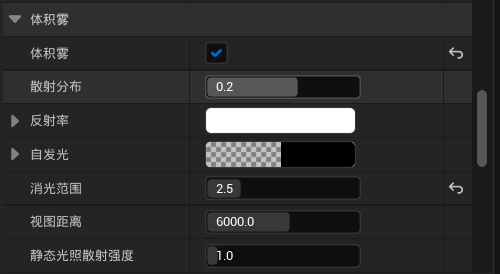 体积雾
体积雾
散射分布 0.2
反射率
自发光
消光范围 2.5
视图距离 6000.0
静态光照散射强度 1.0